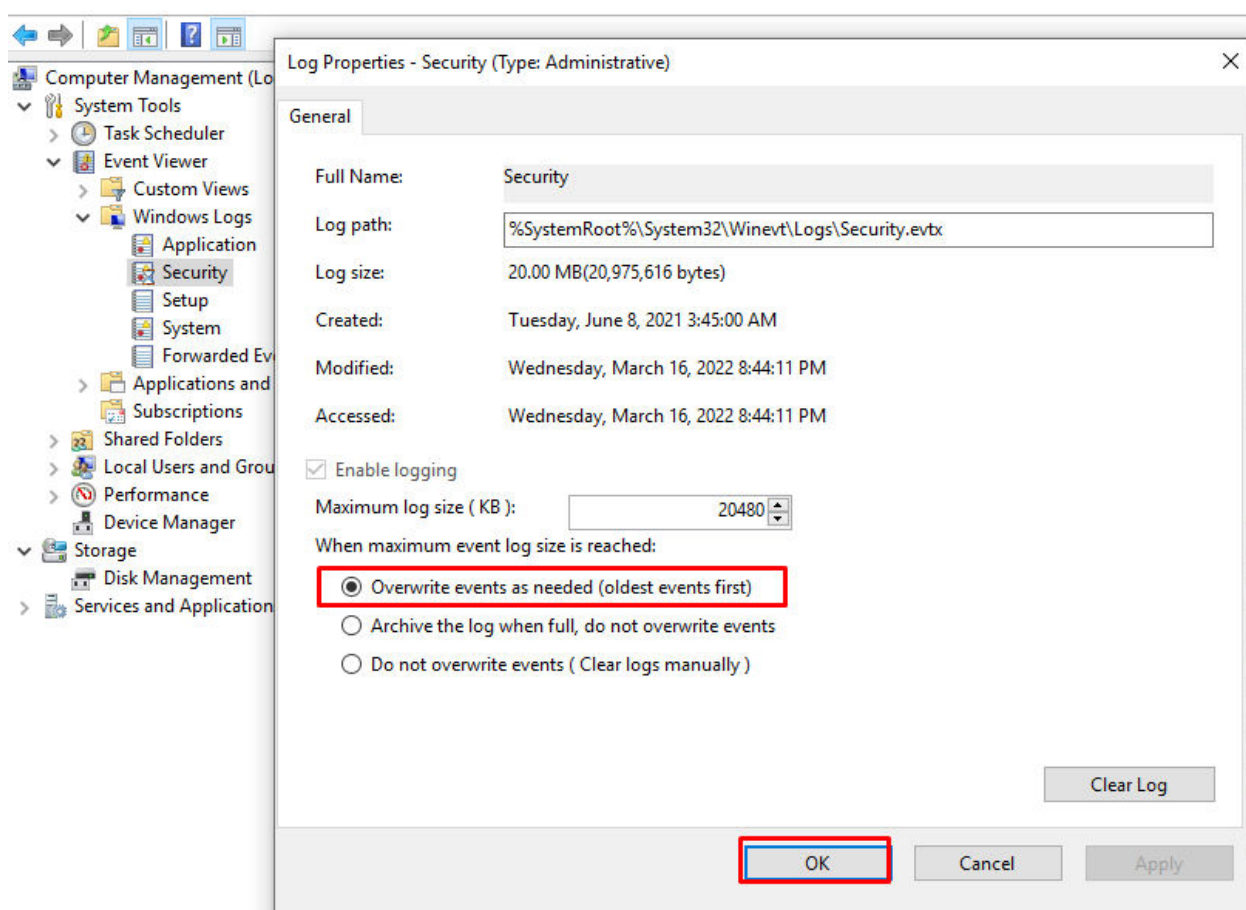 Computer Management (Lo
System Tools
Task Scheduler
Event Viewer
Custom Views
Windows Logs
Application
Security
Setup
System
Forwarded Ev
Applications and
Subscriptions
Shared Folders
Local Users and Grou
Performance
Device Manager
Storage
Disk Management
Services and Application
Log Properties - Security (Type: Administrative)
General
Full Name: Security
Log path: %SystemRoot%\System32\Winevt\Logs\Security.evtx
Log size: 20.00 MB(20,975,616 bytes)
Created: Tuesday, June 8, 2021 3:45:00 AM
Modified: Wednesday, March 16, 2022 8:44:11 PM
Accessed: Wednesday, March 16, 2022 8:44:11 PM
Enable logging
Maximum log size ( KB ): 20480
When maximum event log size is reached:
Overwrite events as needed (oldest events first)
Archive the log when full, do not overwrite events
Do not overwrite events ( Clear logs manually )
Clear Log
OK Cancel Apply